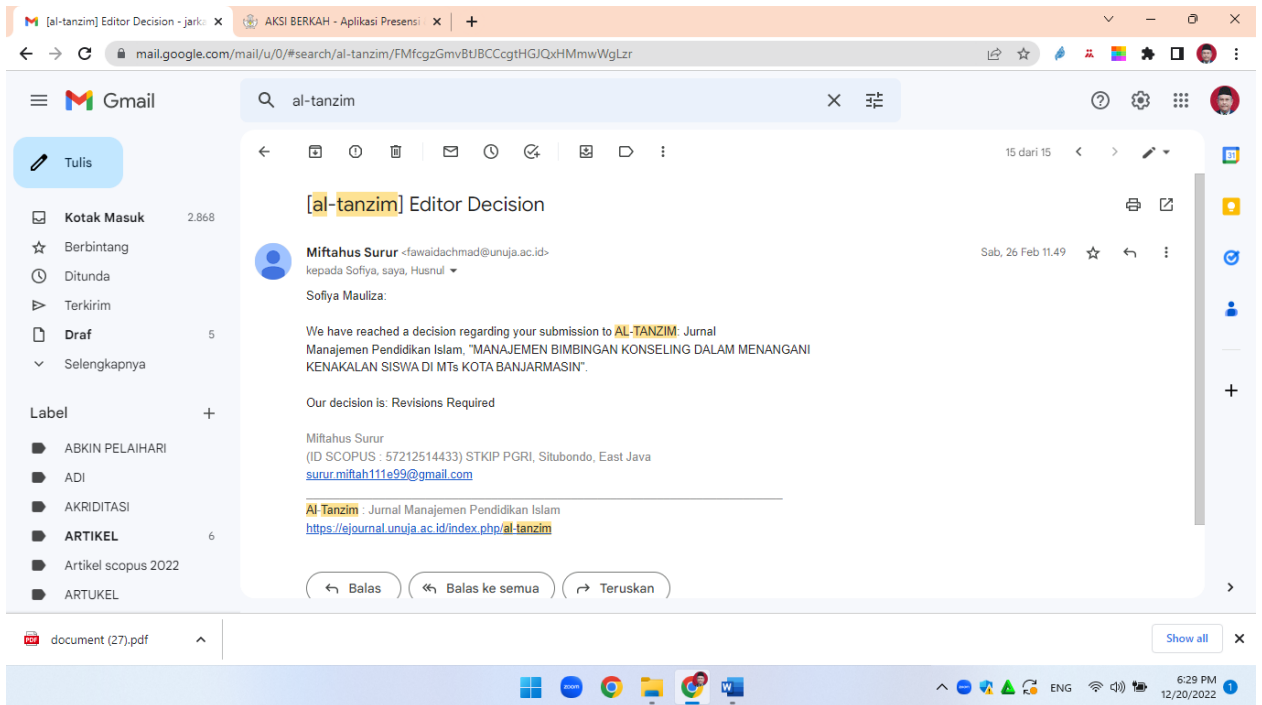 [al-tanzim] Editor Decision - jarka
AKSI BERKAH - Aplikasi Presensi
mail.google.com/mail/u/0/#search/al-tanzim/FMfcgzGmvBtJBCCcgtHGJQxHMmwWgLzr
Gmail
al-tanzim
Tulis
15 dari 15
31
[al-tanzim] Editor Decision
Kotak Masuk 2.868
Berbintang
Ditunda
Terkirim
Draf 5
Selengkapnya
Label
ABKIN PELAIHARI
ADI
AKRIDITASI
ARTIKEL 6
Artikel scopus 2022
ARTUKEL
Miftahus Surur <fawaidachmad@unuja.ac.id>
Sab, 26 Feb 11.49
kepada Sofiya, saya, Husnul
Sofiya Mauliza:
We have reached a decision regarding your submission to AL-TANZIM: Jurnal
Manajemen Pendidikan Islam, "MANAJEMEN BIMBINGAN KONSELING DALAM MENANGANI
KENAKALAN SISWA DI MTs KOTA BANJARMASIN".
Our decision is: Revisions Required
Miftahus Surur
(ID SCOPUS : 57212514433) STKIP PGRI, Situbondo, East Java
surur.miftah111e99@gmail.com
Al-Tanzim : Jurnal Manajemen Pendidikan Islam
https://ejournal.unuja.ac.id/index.php/al-tanzim
Balas
Balas ke semua
Teruskan
PDF
document (27).pdf
Show all
zoom
W
ENG
6:29 PM
12/20/2022
1